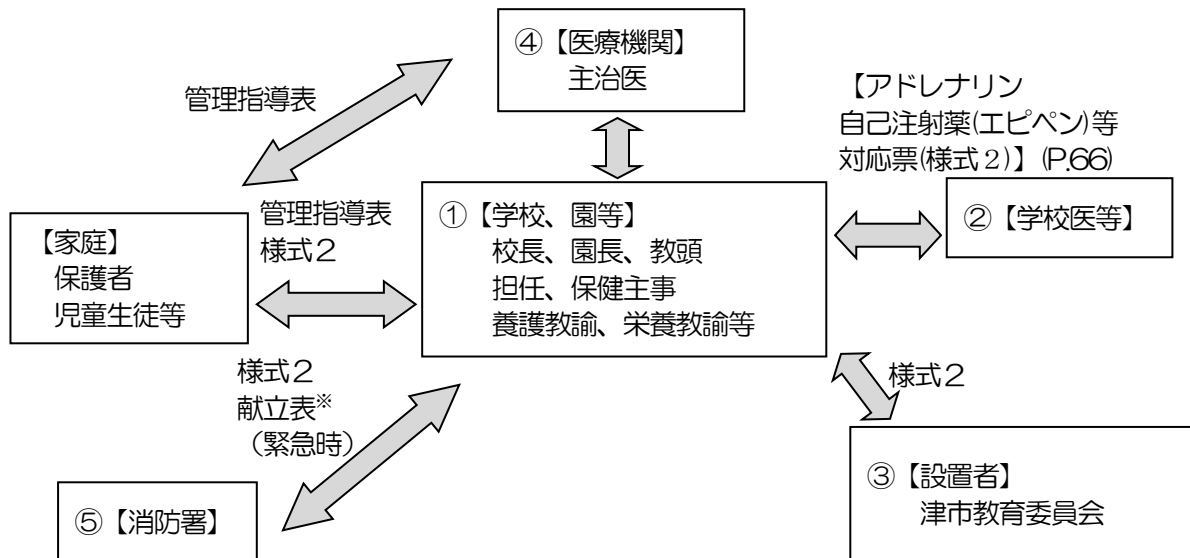 ④【医療機関】
主治医
管理指導表
【アドレナリン
自己注射薬(エピペン)等
対応票(様式2)】(P.66)
【家庭】
保護者
児童生徒等
管理指導表
様式2
①【学校、園等】
校長、園長、教頭
担任、保健主事
養護教諭、栄養教諭等
②【学校医等】
様式2
献立表※
（緊急時）
様式2
③【設置者】
津市教育委員会
⑤【消防署】